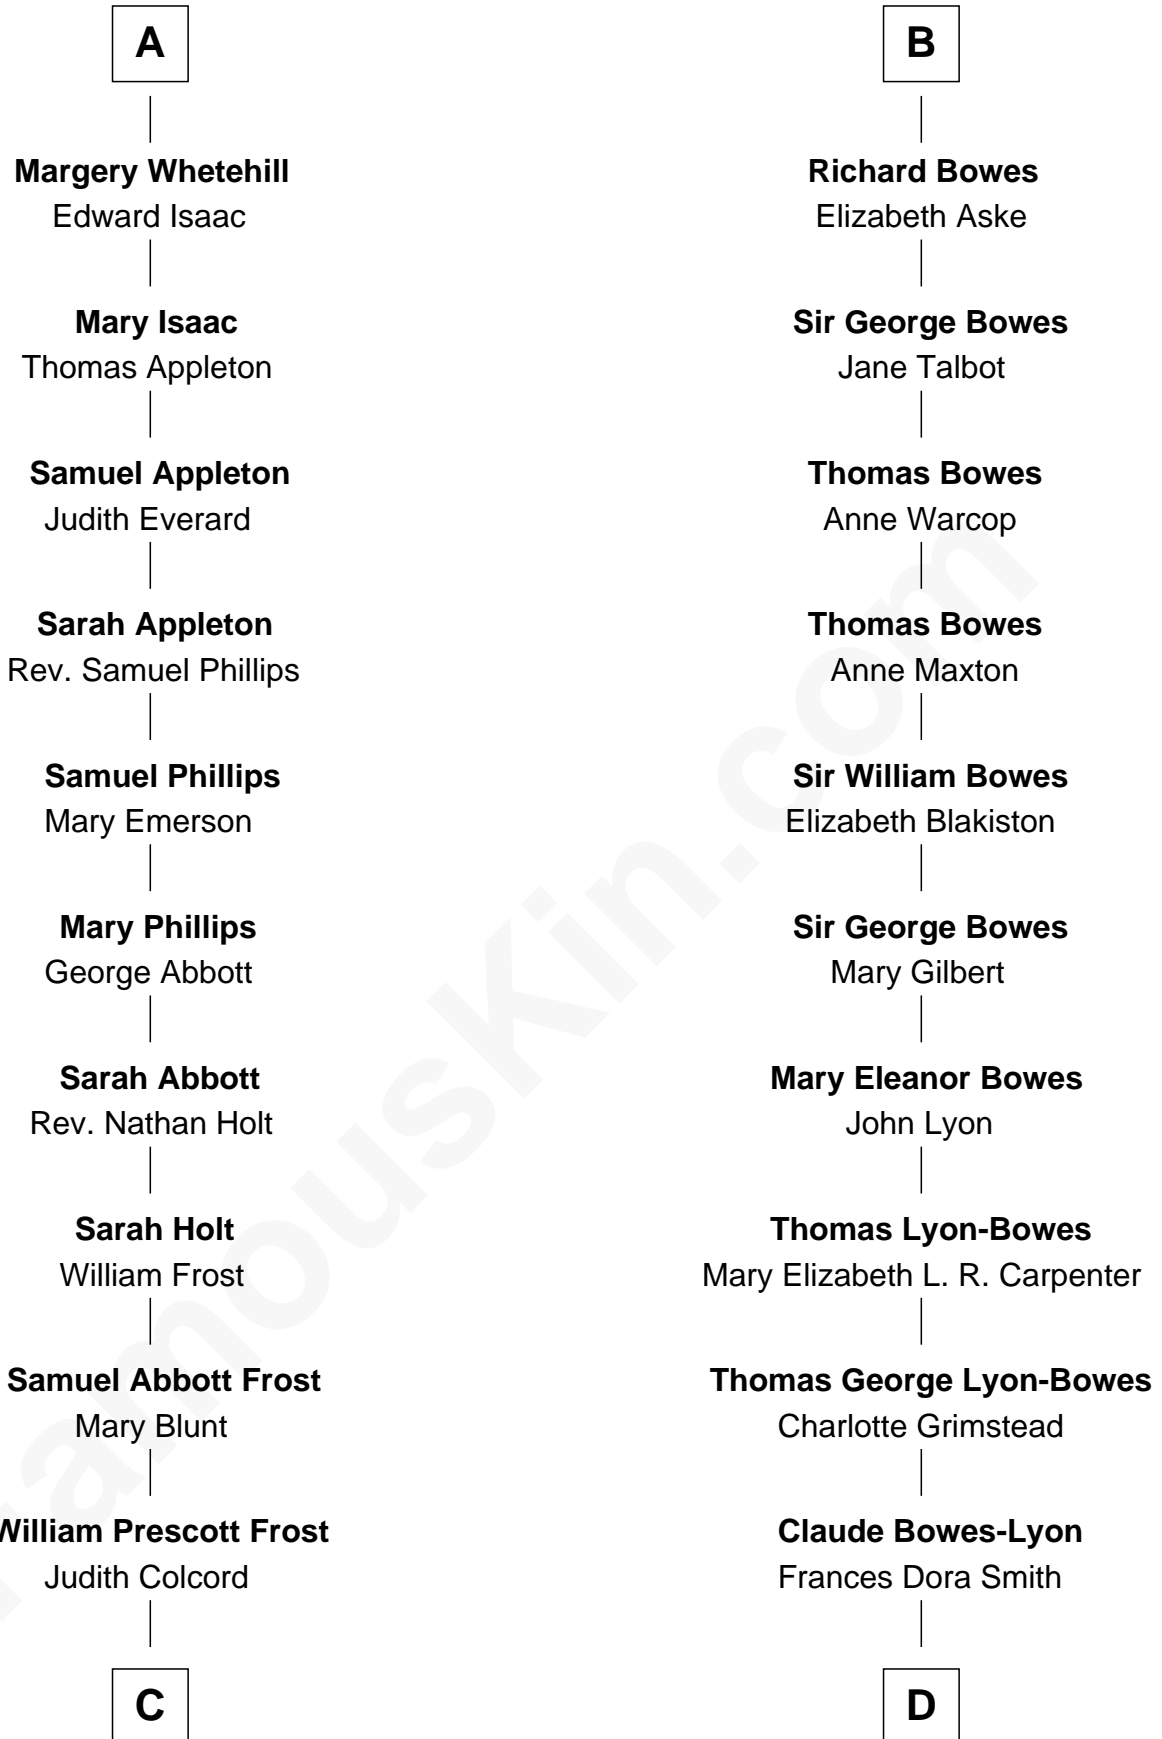 A
Margery Whetehill
Edward Isaac
Mary Isaac
Thomas Appleton
Samuel Appleton
Judith Everard
Sarah Appleton
Rev. Samuel Phillips
Samuel Phillips
Mary Emerson
Mary Phillips
George Abbott
Sarah Abbott
Rev. Nathan Holt
Sarah Holt
William Frost
Samuel Abbott Frost
Mary Blunt
William Prescott Frost
Judith Colcord
C
B
Richard Bowes
Elizabeth Aske
Sir George Bowes
Jane Talbot
Thomas Bowes
Anne Warcop
Thomas Bowes
Anne Maxton
Sir William Bowes
Elizabeth Blakiston
Sir George Bowes
Mary Gilbert
Mary Eleanor Bowes
John Lyon
Thomas Lyon-Bowes
Mary Elizabeth L. R. Carpenter
Thomas George Lyon-Bowes
Charlotte Grimstead
Claude Bowes-Lyon
Frances Dora Smith
D
FamousKin.com